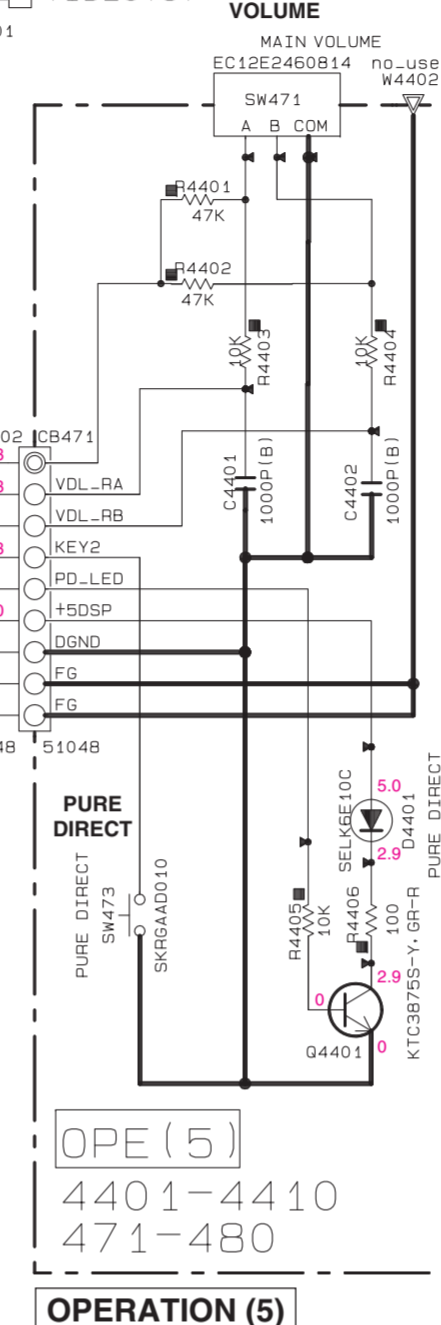 VOLUME
MAIN VOLUME
EC12E2460814
no_use
W4402
SW471
A B COM
R4401
47K
R4402
47K
10K
R4403
10K
R4404
C4401
1000P(B)
C4402
1000P(B)
CB471
VDL_RA
VDL_RB
KEY2
PD_LED
+5DSP
DGND
FG
FG
51048
PURE
DIRECT
PURE DIRECT
SW473
SKRGAAD010
5.0
SELK6E10C
D4401
PURE DIRECT
2.9
R4405
10K
R4406
100
2.9
0
KTC3875S-Y,GR-R
Q4401
0
OPE(5)
4401-4410
471-480
OPERATION (5)